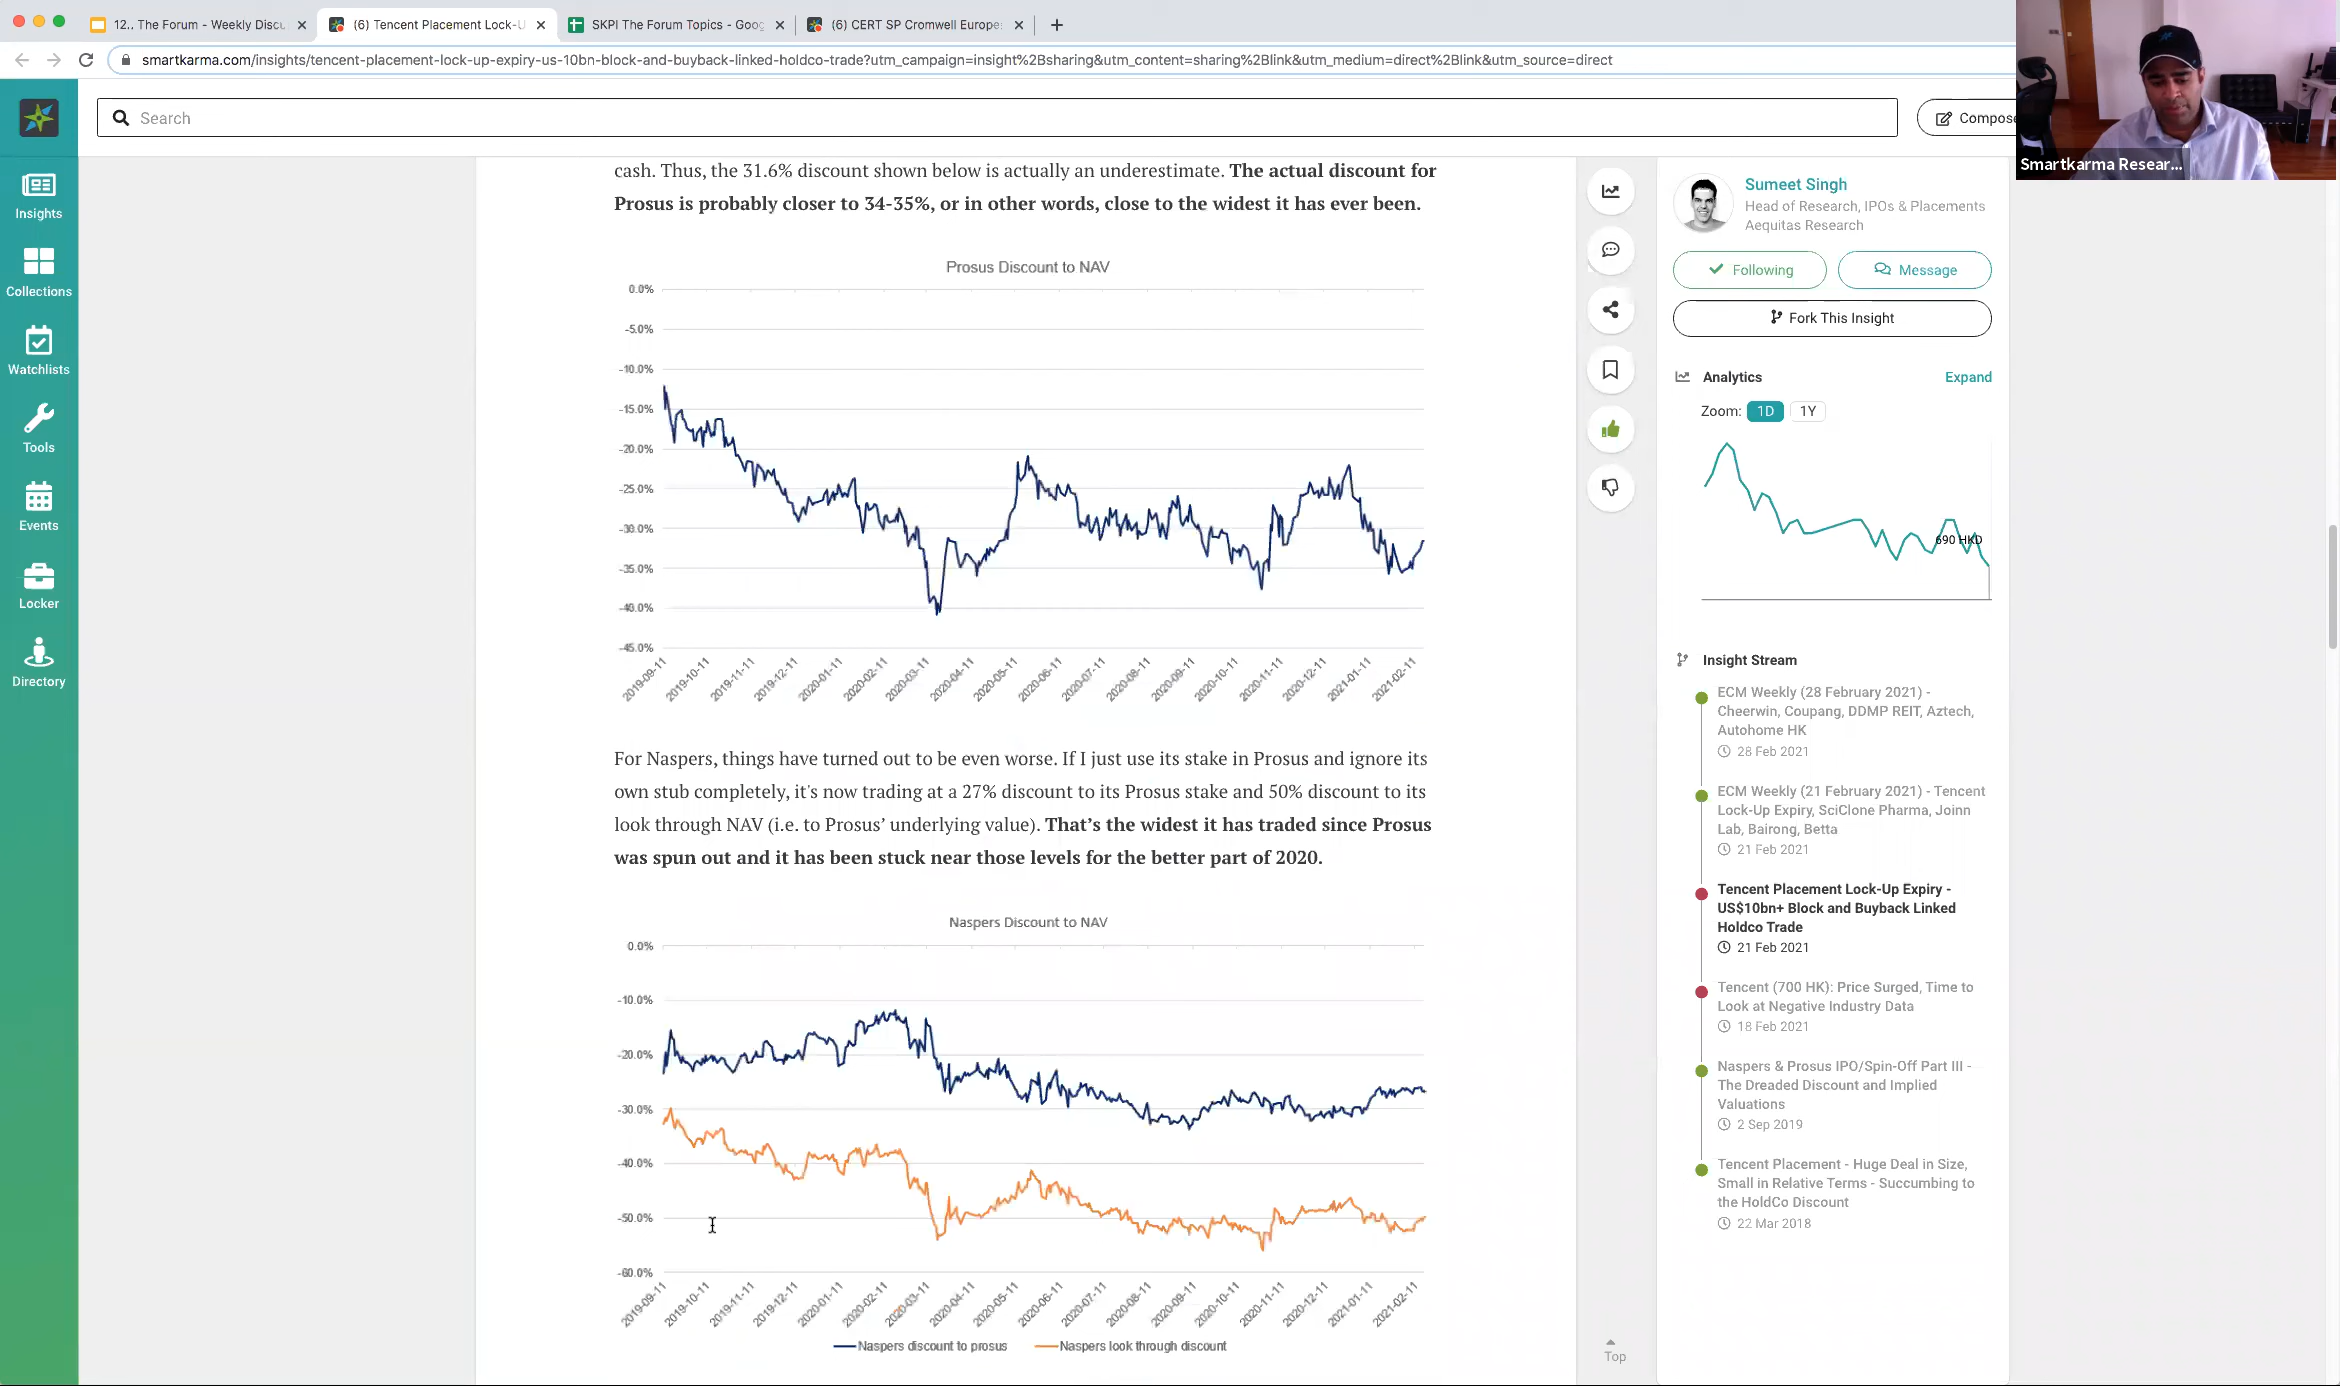 12.. The Forum - Weekly Discu
(6) Tencent Placement Lock-U
SKPI The Forum Topics - Goog
(6) CERT SP Cromwell Europe
smartkarma.com/insights/tencent-placement-lock-up-expiry-us-10bn-block-and-buyback-linked-holdco-trade?utm_campaign=insight%2Bsharing&utm_content=sharing%2Blink&utm_medium=direct%2Blink&utm_source=direct
Search
Compose
Smartkarma Resear...
Insights
Collections
Watchlists
Tools
Events
Locker
Directory
cash. Thus, the 31.6% discount shown below is actually an underestimate. The actual discount for
Prosus is probably closer to 34-35%, or in other words, close to the widest it has ever been.
Prosus Discount to NAV
0.0%
-5.0%
-10.0%
-15.0%
-20.0%
-25.0%
-30.0%
-35.0%
-40.0%
-45.0%
2019-09-11
2019-10-11
2019-11-11
2019-12-11
2020-01-11
2020-02-11
2020-03-11
2020-04-11
2020-05-11
2020-06-11
2020-07-11
2020-08-11
2020-09-11
2020-10-11
2020-11-11
2020-12-11
2021-01-11
2021-02-11
For Naspers, things have turned out to be even worse. If I just use its stake in Prosus and ignore its
own stub completely, it's now trading at a 27% discount to its Prosus stake and 50% discount to its
look through NAV (i.e. to Prosus’ underlying value). That’s the widest it has traded since Prosus
was spun out and it has been stuck near those levels for the better part of 2020.
Naspers Discount to NAV
0.0%
-10.0%
-20.0%
-30.0%
-40.0%
-50.0%
-60.0%
2019-09-11
2019-10-11
2019-11-11
2019-12-11
2020-01-11
2020-02-11
2020-03-11
2020-04-11
2020-05-11
2020-06-11
2020-07-11
2020-08-11
2020-09-11
2020-10-11
2020-11-11
2020-12-11
2021-01-11
2021-02-11
Naspers discount to prosus
Naspers look through discount
Top
Sumeet Singh
Head of Research, IPOs & Placements
Aequitas Research
Following
Message
Fork This Insight
Analytics
Expand
Zoom: 1D 1Y
690 HKD
Insight Stream
ECM Weekly (28 February 2021) -
Cheerwin, Coupang, DDMP REIT, Aztech,
Autohome HK
28 Feb 2021
ECM Weekly (21 February 2021) - Tencent
Lock-Up Expiry, SciClone Pharma, Joinn
Lab, Bairong, Betta
21 Feb 2021
Tencent Placement Lock-Up Expiry -
US$10bn+ Block and Buyback Linked
Holdco Trade
21 Feb 2021
Tencent (700 HK): Price Surged, Time to
Look at Negative Industry Data
18 Feb 2021
Naspers & Prosus IPO/Spin-Off Part III -
The Dreaded Discount and Implied
Valuations
2 Sep 2019
Tencent Placement - Huge Deal in Size,
Small in Relative Terms - Succumbing to
the HoldCo Discount
22 Mar 2018